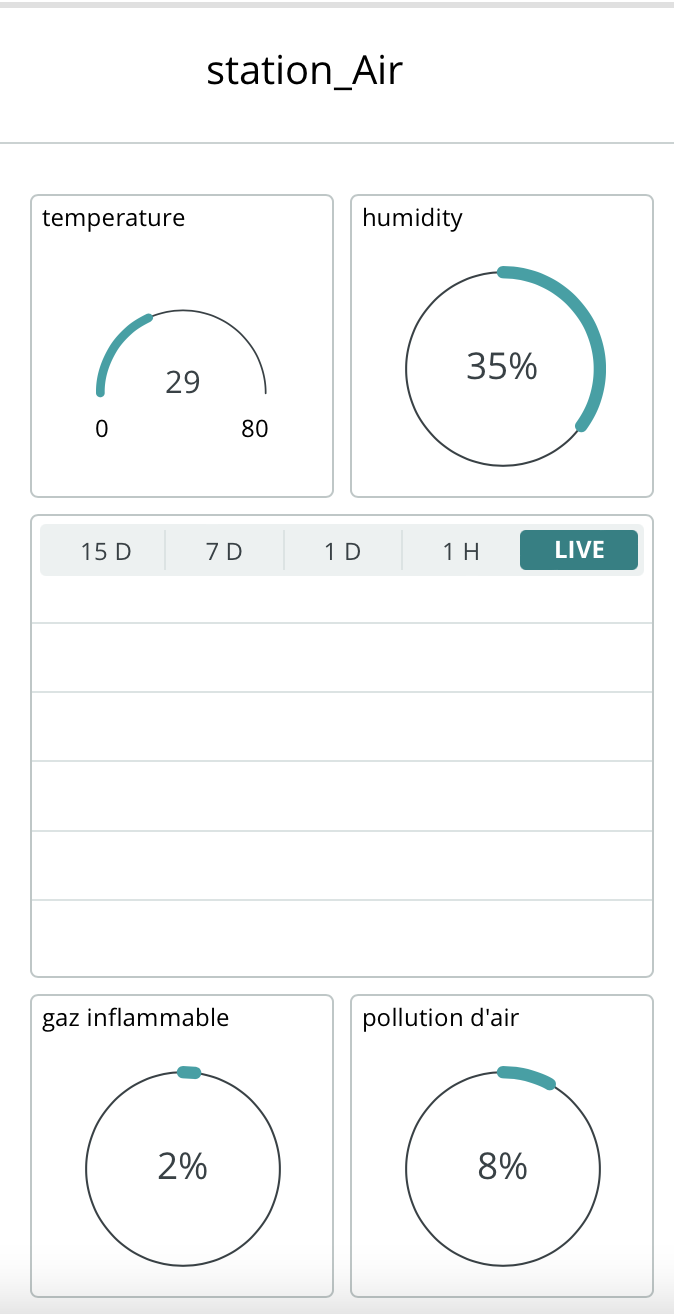 station_Air
temperature
29
0
80
humidity
35%
15 D
7 D
1 D
1 H
LIVE
gaz inflammable
2%
pollution d'air
8%